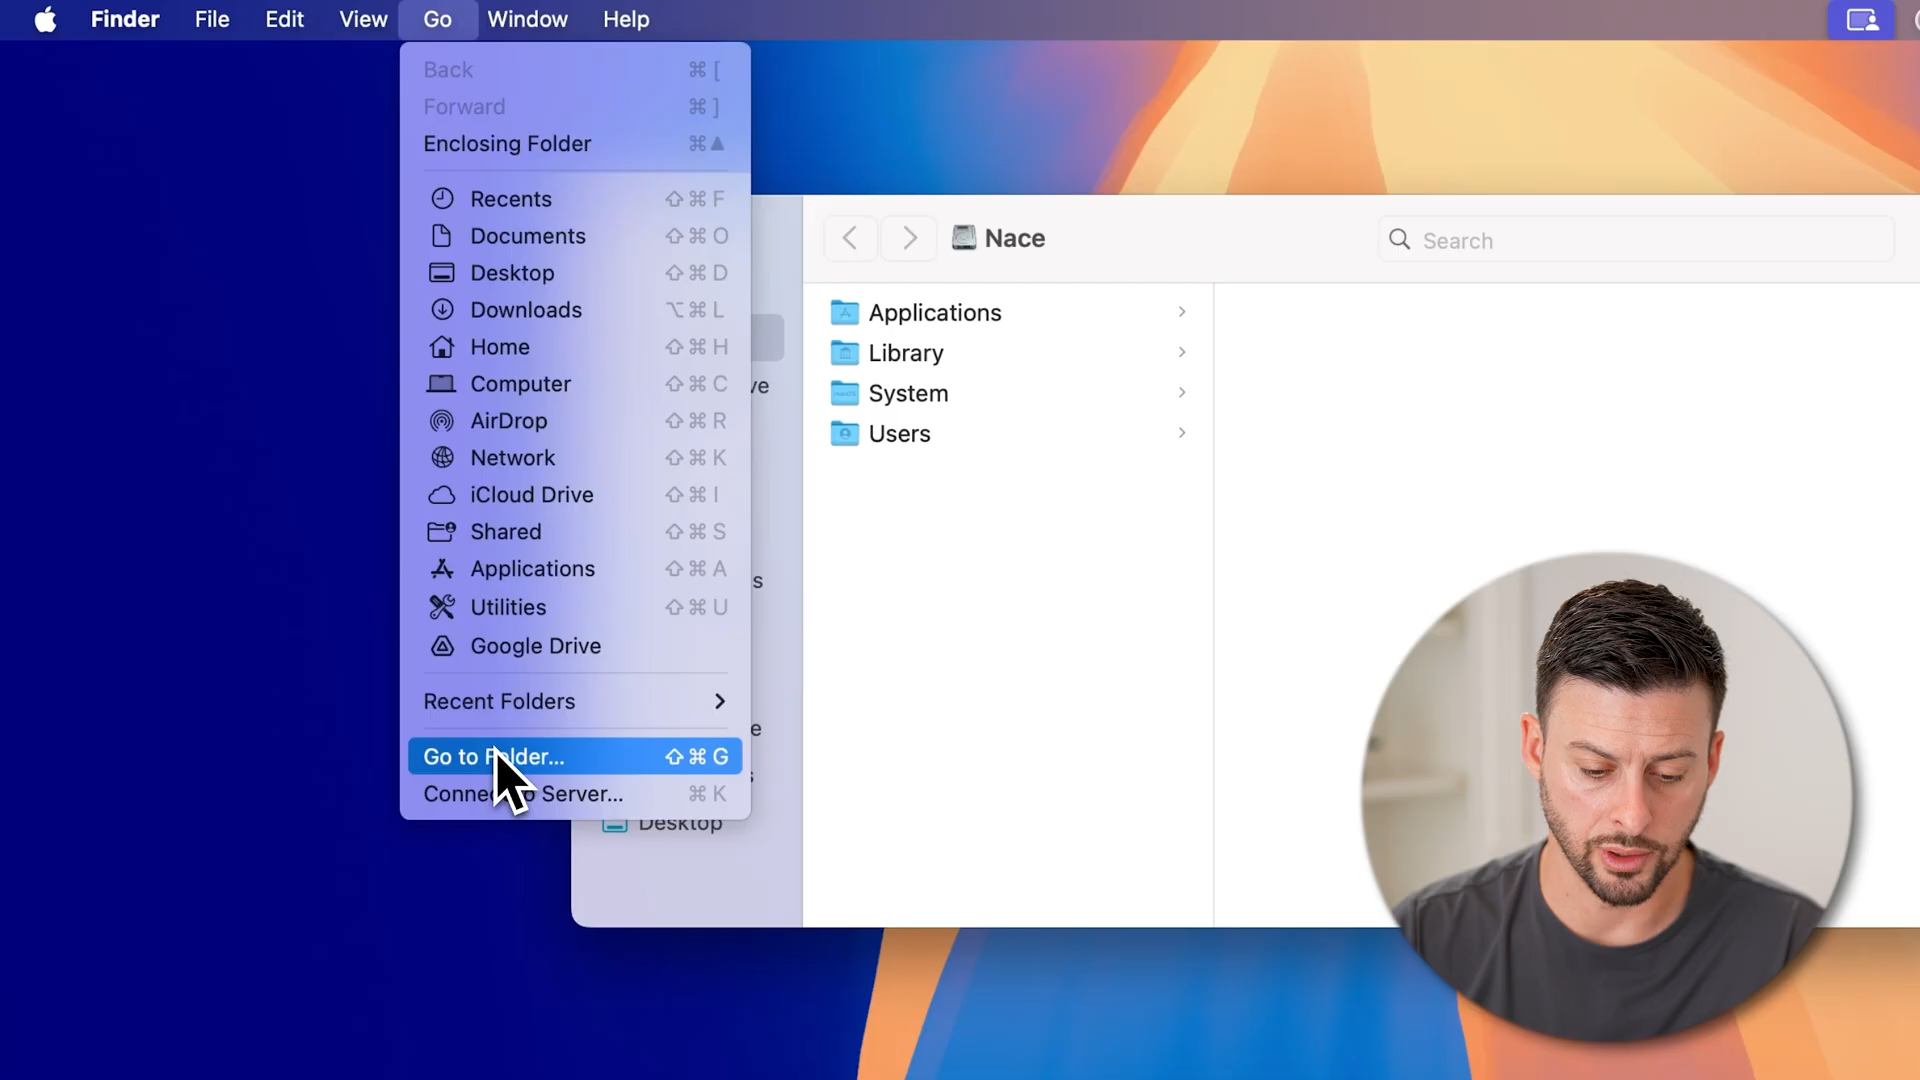 Finder File Edit View Go Window Help
Back ⌘ [
Forward ⌘ ]
Enclosing Folder ⌘▲
Recents ⇧⌘F
Documents ⇧⌘O
Desktop ⇧⌘D
Downloads ⌥⌘L
Home ⇧⌘H
Computer ⇧⌘C
AirDrop ⇧⌘R
Network ⇧⌘K
iCloud Drive ⇧⌘I
Shared ⇧⌘S
Applications ⇧⌘A
Utilities ⇧⌘U
Google Drive
Recent Folders
Go to Folder... ⇧⌘G
Server... ⌘K
Desktop
Nace
Search
Applications
Library
System
Users